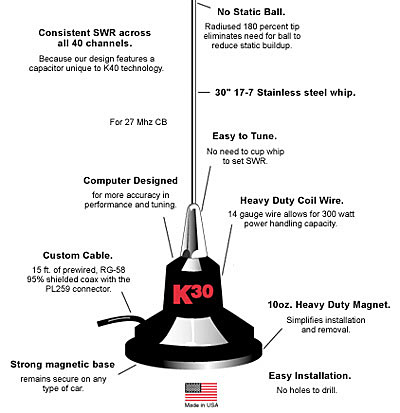 No Static Ball.
Radiused 180 percent tip
eliminates need for ball to
reduce static buildup.
Consistent SWR across
all 40 channels.
Because our design features a
capacitor unique to K40 technology.
30" 17-7 Stainless steel whip.
For 27 Mhz CB
Easy to Tune.
No need to cup whip
to set SWR.
Computer Designed
for more accuracy in
performance and tuning.
Heavy Duty Coil Wire.
14 gauge wire allows for 300 watt
power handling capacity.
Custom Cable.
15 ft. of prewired, RG-58
95% shielded coax with the
PL259 connector.
K30
10oz. Heavy Duty Magnet.
Simplifies installation
and removal.
Strong magnetic base
remains secure on any
type of car.
Easy Installation.
No holes to drill.
Made in USA